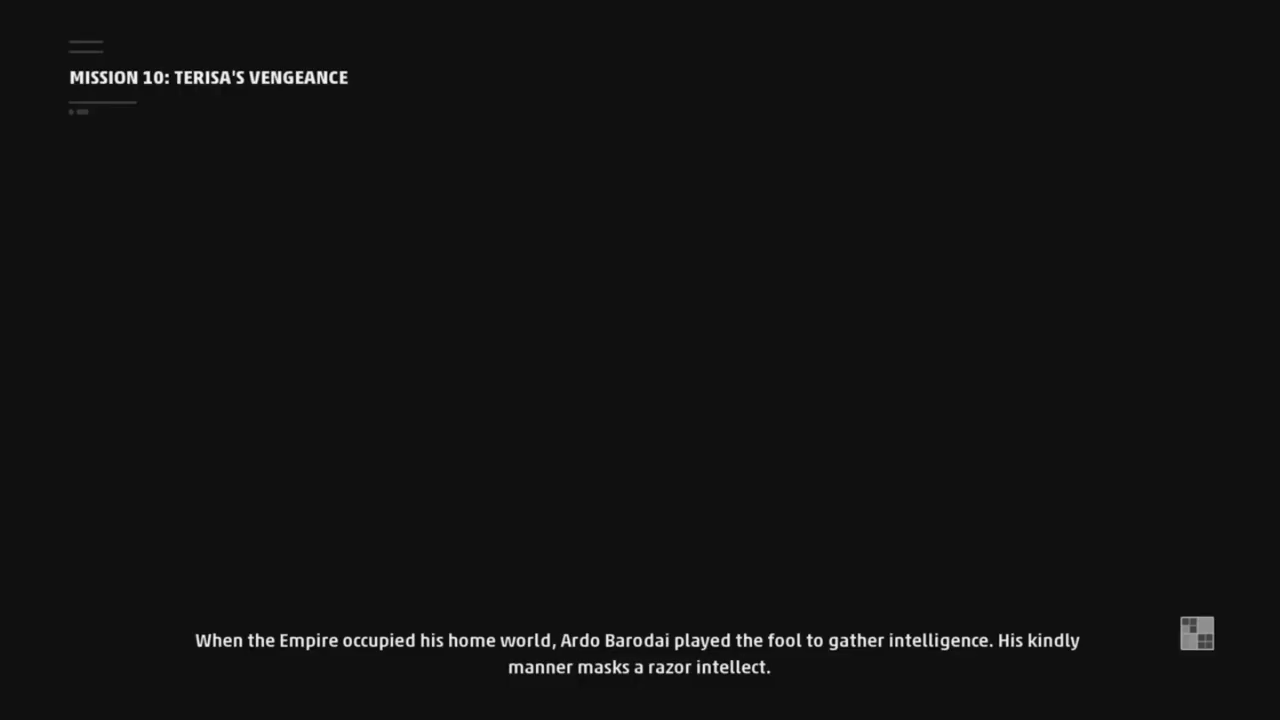 MISSION 10: TERISA'S VENGEANCE
When the Empire occupied his home world, Ardo Barodai played the fool to gather intelligence. His kindly
manner masks a razor intellect.